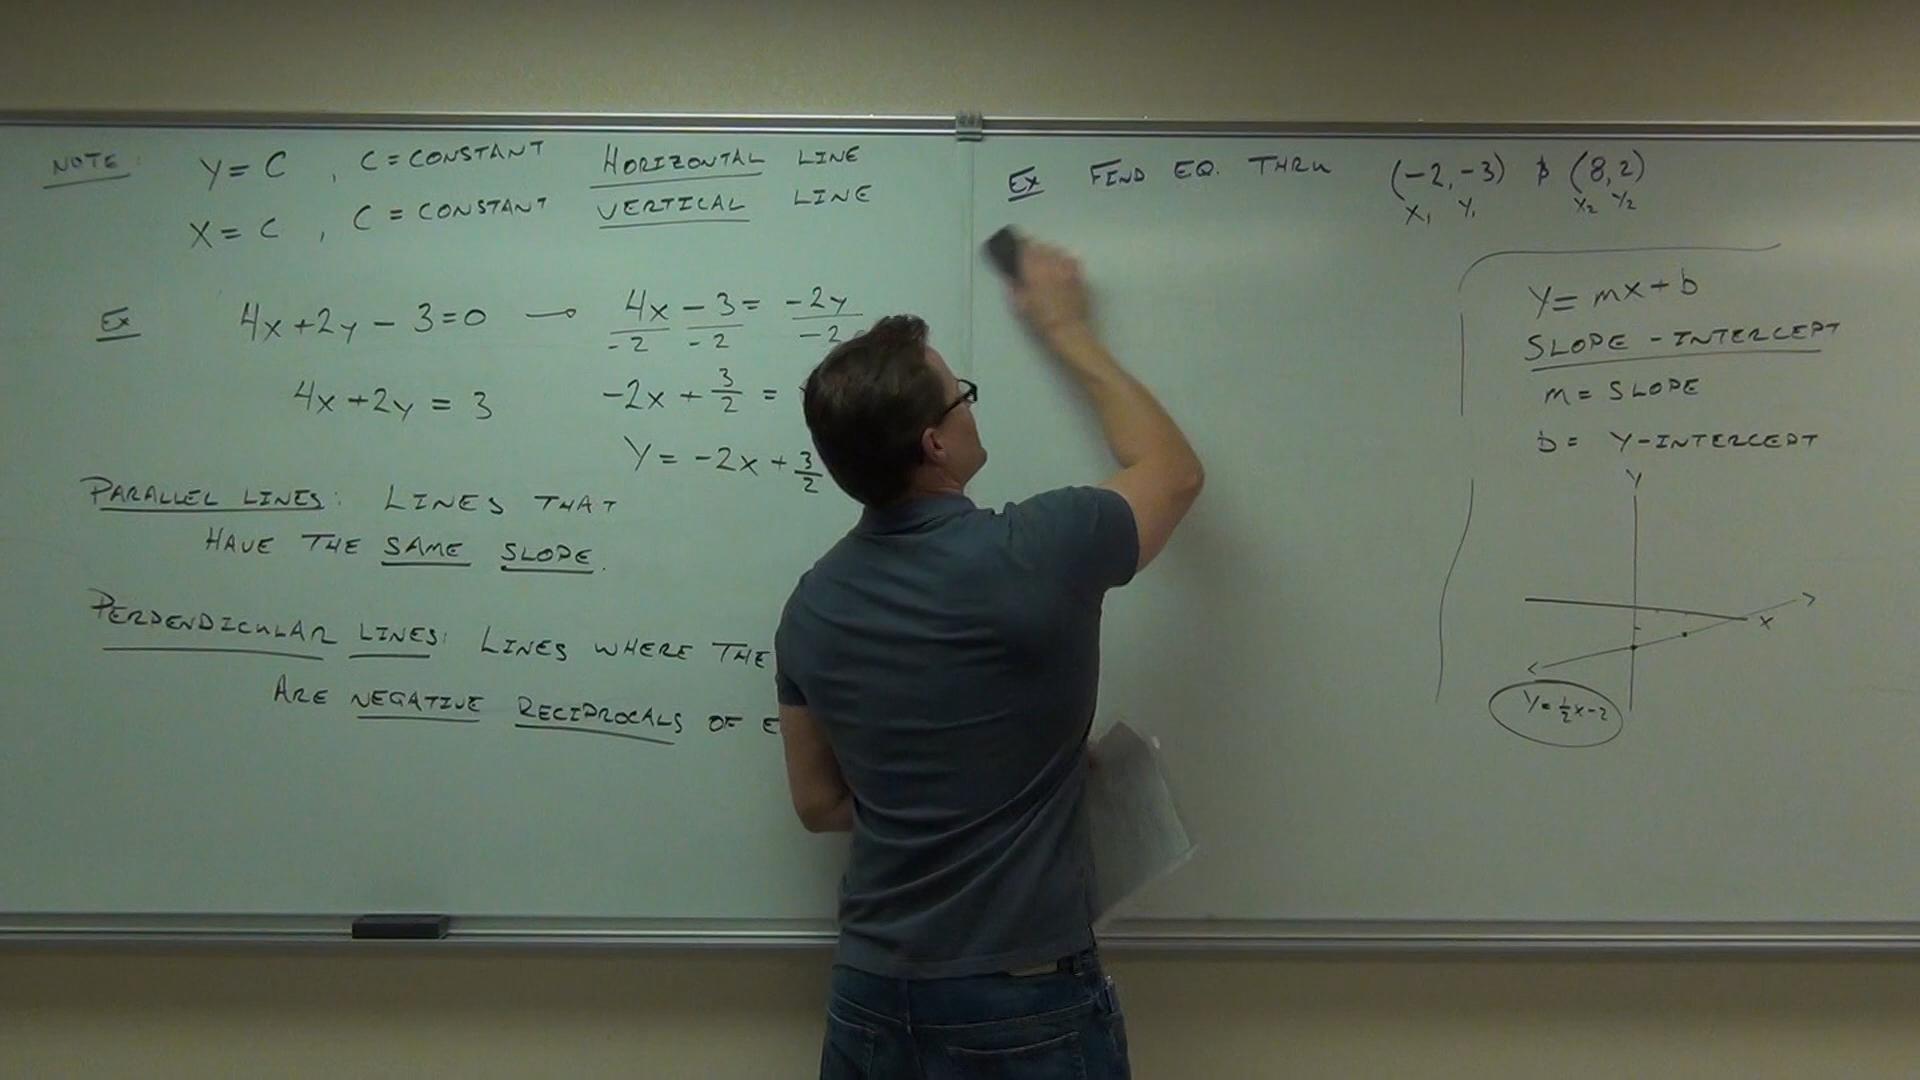 NOTE: Y=C , C=CONSTANT HORIZONTAL LINE
X=C , C=CONSTANT VERTICAL LINE
Ex 4x+2y-3=0 → 4x/-2 - 3/-2 = -2y/-2
4x+2y=3 -2x+3/2=
Y=-2x+3/2
PARALLEL LINES: LINES THAT
HAVE THE SAME SLOPE.
PERPENDICULAR LINES: LINES WHERE THE
ARE NEGATIVE RECIPROCALS OF
Ex FIND EQ. THRU (-2,-3) & (8,2)
X₁ Y₁ X₂ Y₂
Y=mx+b
SLOPE-INTERCEPT
m=SLOPE
b= Y-INTERCEPT
Y
X
Y=1/2x-2